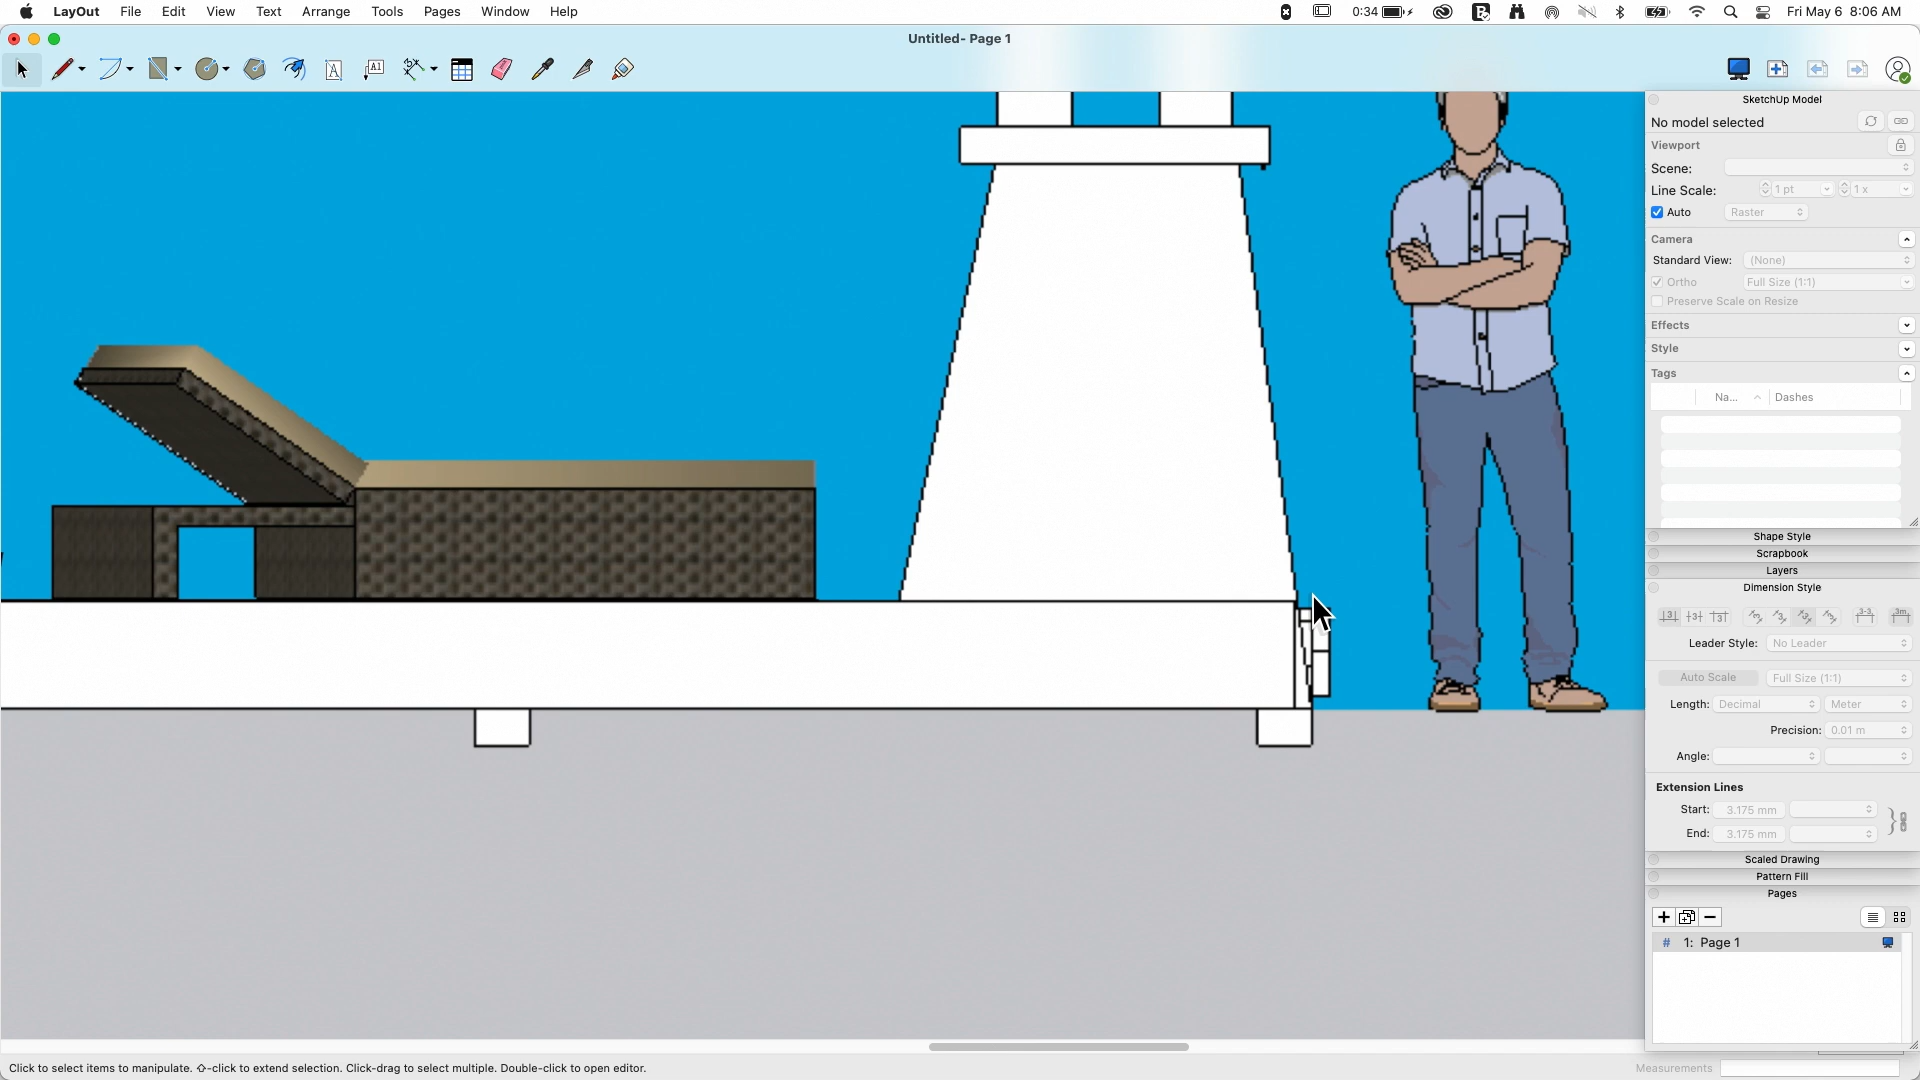 LayOut File Edit View Text Arrange Tools Pages Window Help 0:34 Fri May 6 8:06 AM
Untitled- Page 1
A A1
SketchUp Model
No model selected
Viewport
Scene:
Line Scale: 1 pt 1 x
Auto Raster
Camera
Standard View: (None)
Ortho Full Size (1:1)
Preserve Scale on Resize
Effects
Style
Tags
Na... Dashes
Shape Style
Scrapbook
Layers
Dimension Style
Leader Style: No Leader
Auto Scale Full Size (1:1)
Length: Decimal Meter
Precision: 0.01 m
Angle:
Extension Lines
Start: 3.175 mm
End: 3.175 mm
Scaled Drawing
Pattern Fill
Pages
# 1: Page 1
Click to select items to manipulate. ⇧-click to extend selection. Click-drag to select multiple. Double-click to open editor. Measurements